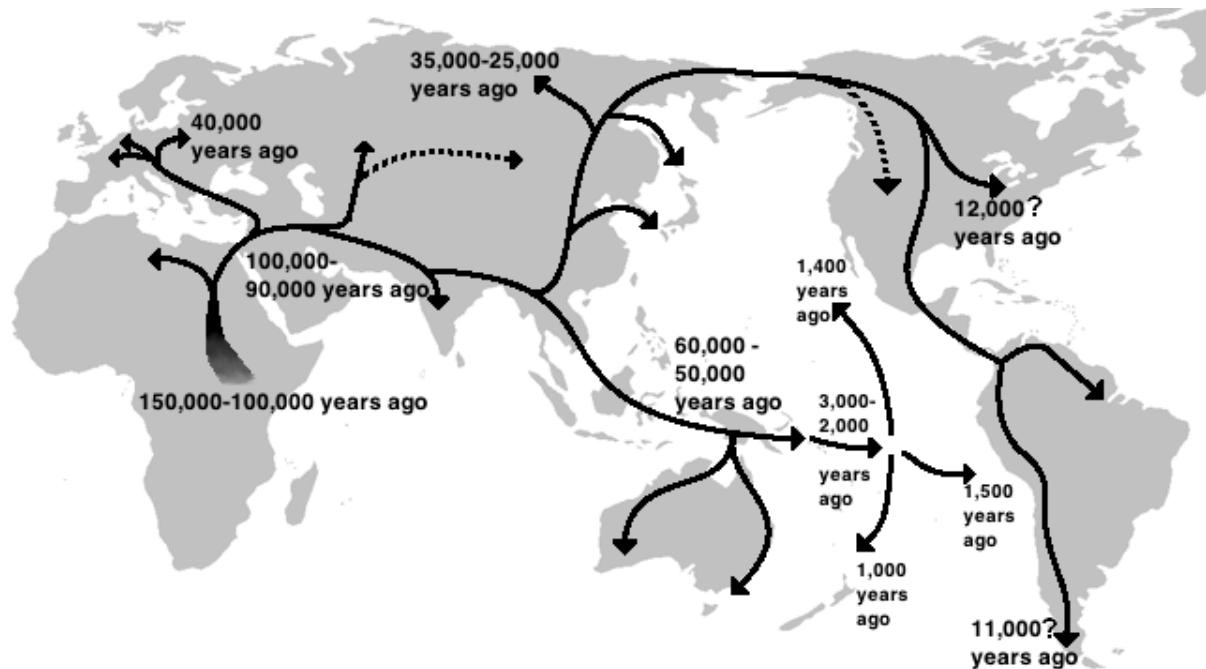 35,000-25,000
years ago
40,000
years ago
12,000?
years ago
100,000-
90,000 years ago
1,400
years
ago
60,000 -
50,000
years ago
150,000-100,000 years ago
3,000-
2,000
years
ago
1,500
years
ago
1,000
years
ago
11,000?
years ago